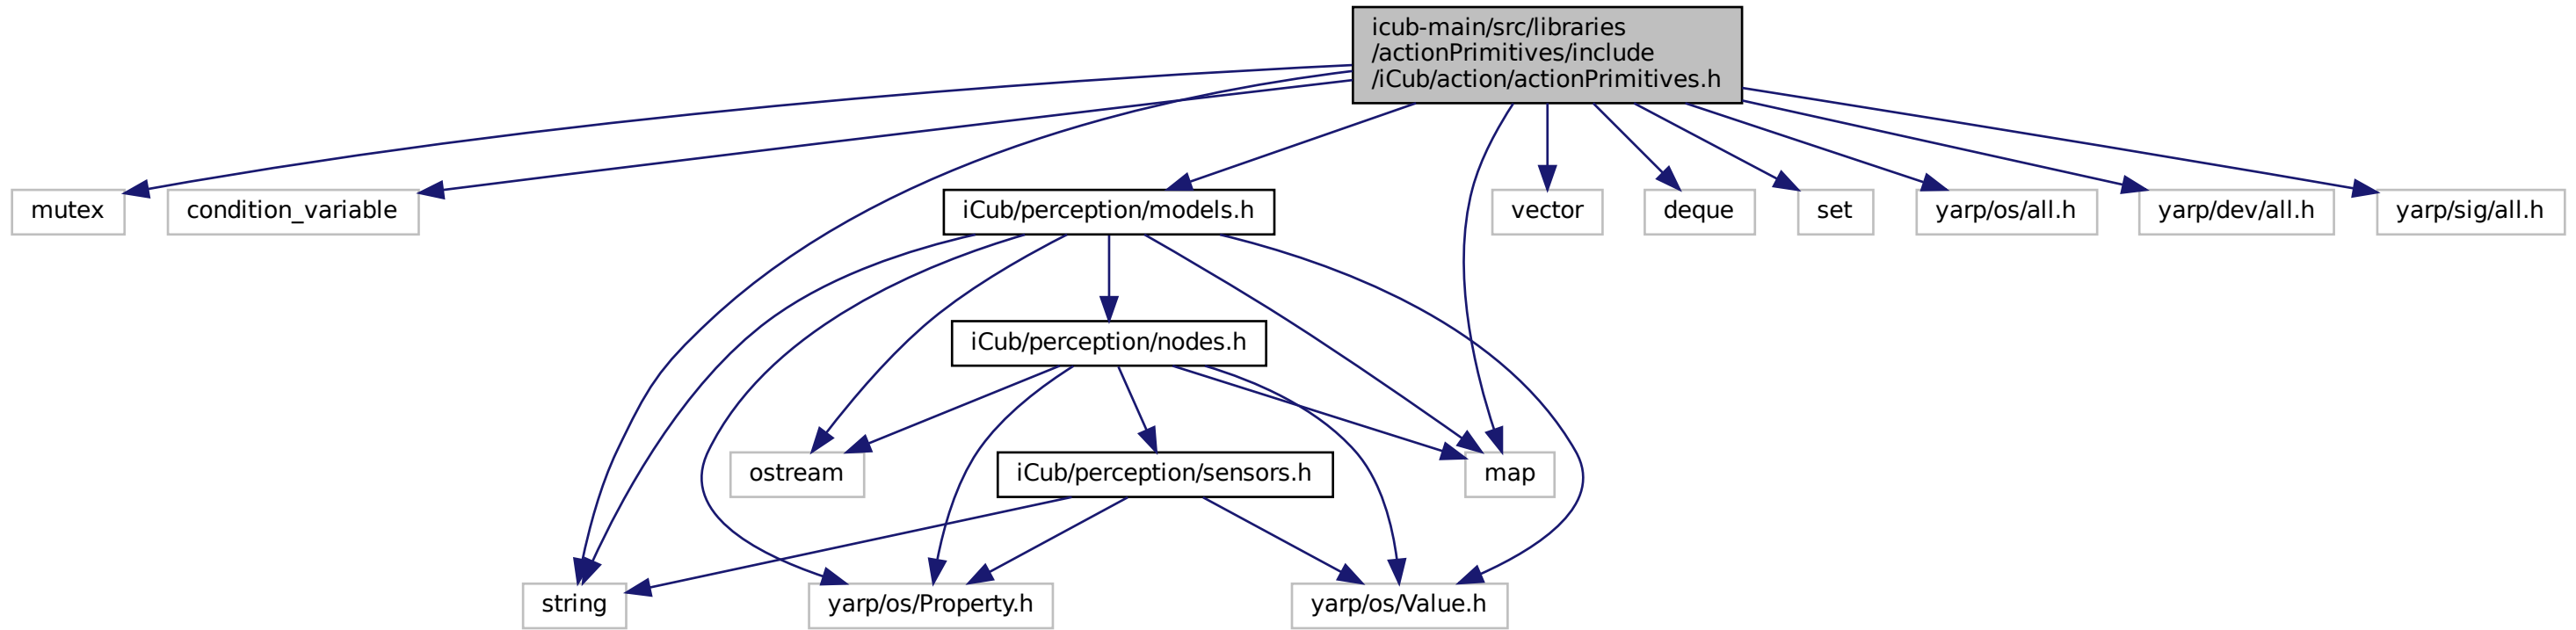 icub-main/src/libraries
/actionPrimitives/include
/iCub/action/actionPrimitives.h
mutex
condition_variable
iCub/perception/models.h
vector
deque
set
yarp/os/all.h
yarp/dev/all.h
yarp/sig/all.h
iCub/perception/nodes.h
ostream
iCub/perception/sensors.h
map
string
yarp/os/Property.h
yarp/os/Value.h